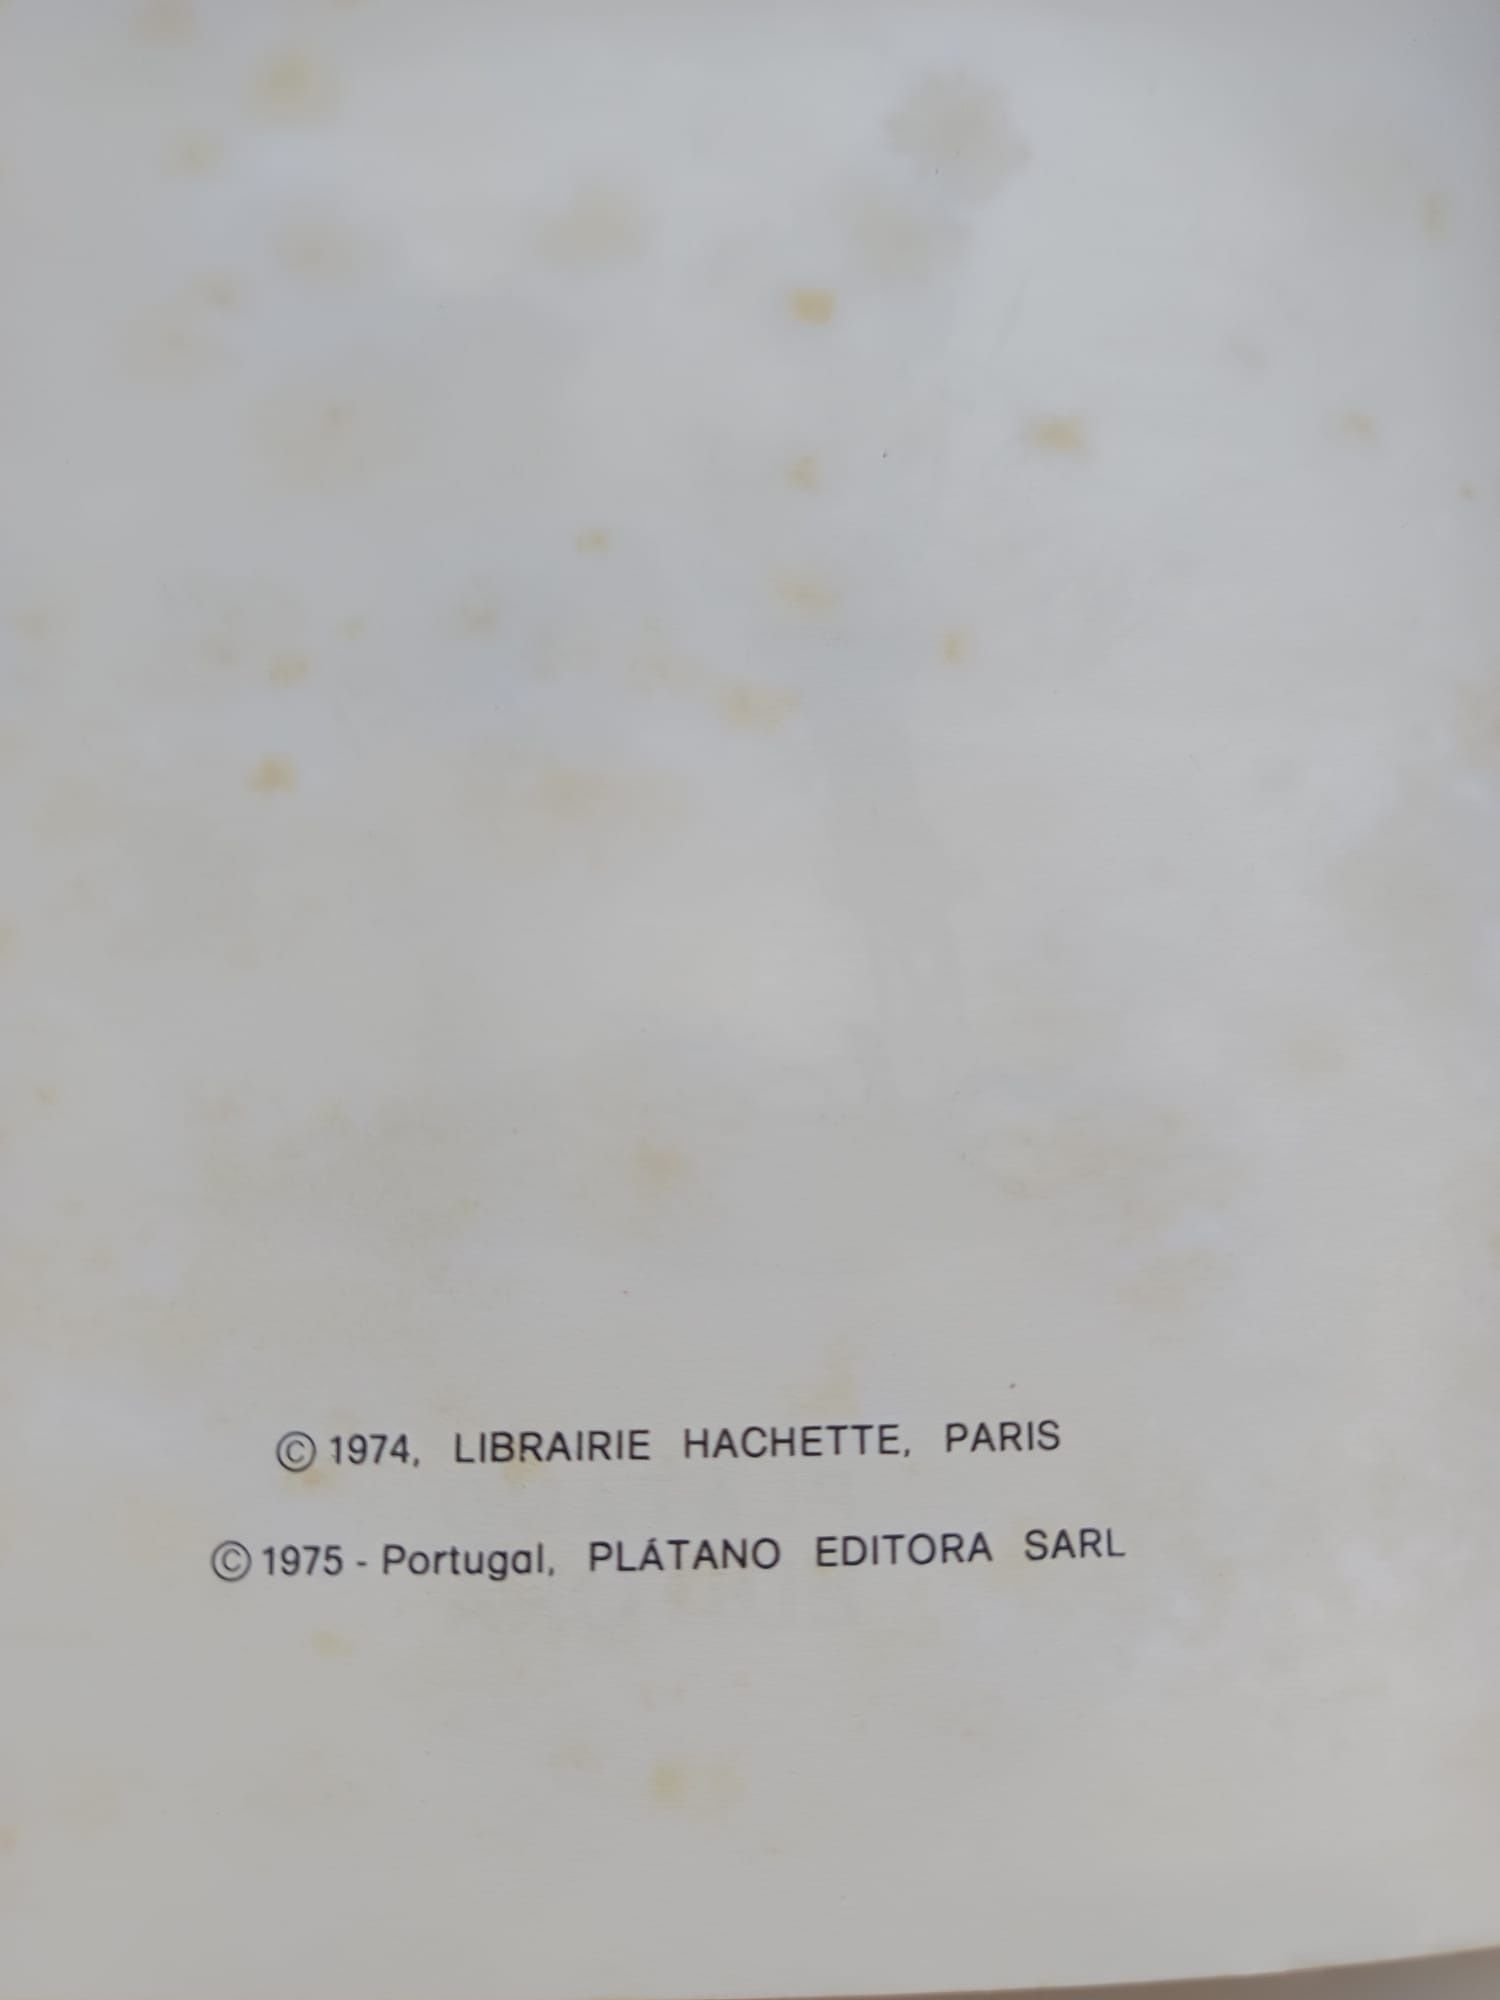 © 1974, LIBRAIRIE HACHETTE, PARIS
© 1975 - Portugal, PLÁTANO EDITORA SARL